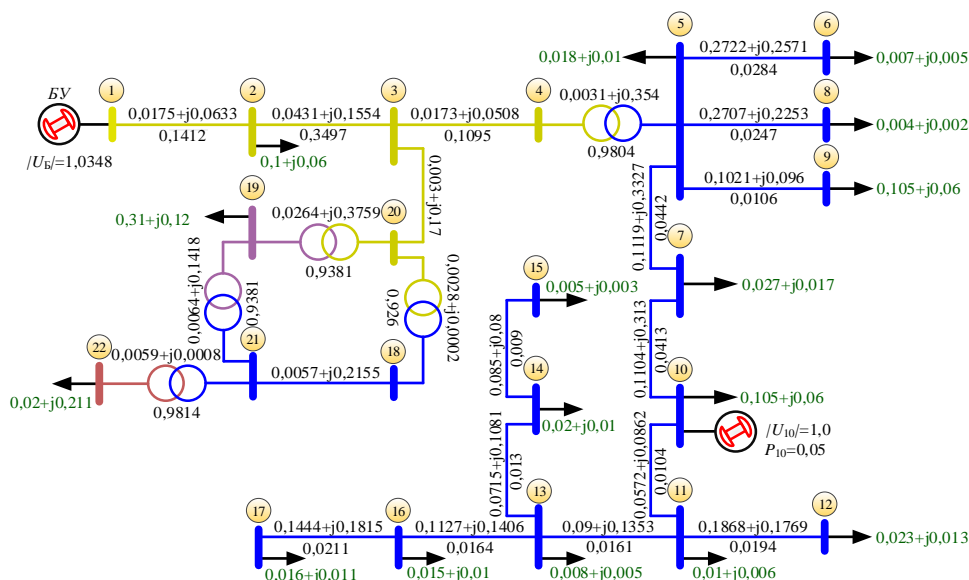 БУ
1
2
3
4
5
6
0,0175+j0,0633
0,1412
0,0431+j0,1554
0,3497
0,0173+j0,0508
0,1095
0,0031+j0,354
0,9804
0,018+j0,01
0,2722+j0,2571
0,0284
0,007+j0,005
|UБ|=1,0348
0,1+j0,06
8
0,2707+j0,2253
0,0247
0,004+j0,002
9
0,1021+j0,096
0,0106
0,105+j0,06
19
0,31+j0,12
0,0264+j0,3759
0,9381
20
0,003+j0,17
0,1119+j0,3327
0,0442
7
0,027+j0,017
0,0064+j0,1418
0,9381
0,0028+j0,0002
0,926
15
0,005+j0,003
0,085+j0,08
0,009
0,1104+j0,313
0,0413
22
0,0059+j0,0008
0,9814
0,02+j0,211
21
0,0057+j0,2155
18
14
0,02+j0,01
10
0,105+j0,06
|U10|=1,0
P10=0,05
0,0715+j0,1081
0,013
0,0572+j0,0862
0,0104
17
0,1444+j0,1815
0,0211
0,016+j0,011
16
0,1127+j0,1406
0,0164
0,015+j0,01
13
0,09+j0,1353
0,0161
0,008+j0,005
11
0,1868+j0,1769
0,0194
0,01+j0,006
12
0,023+j0,013